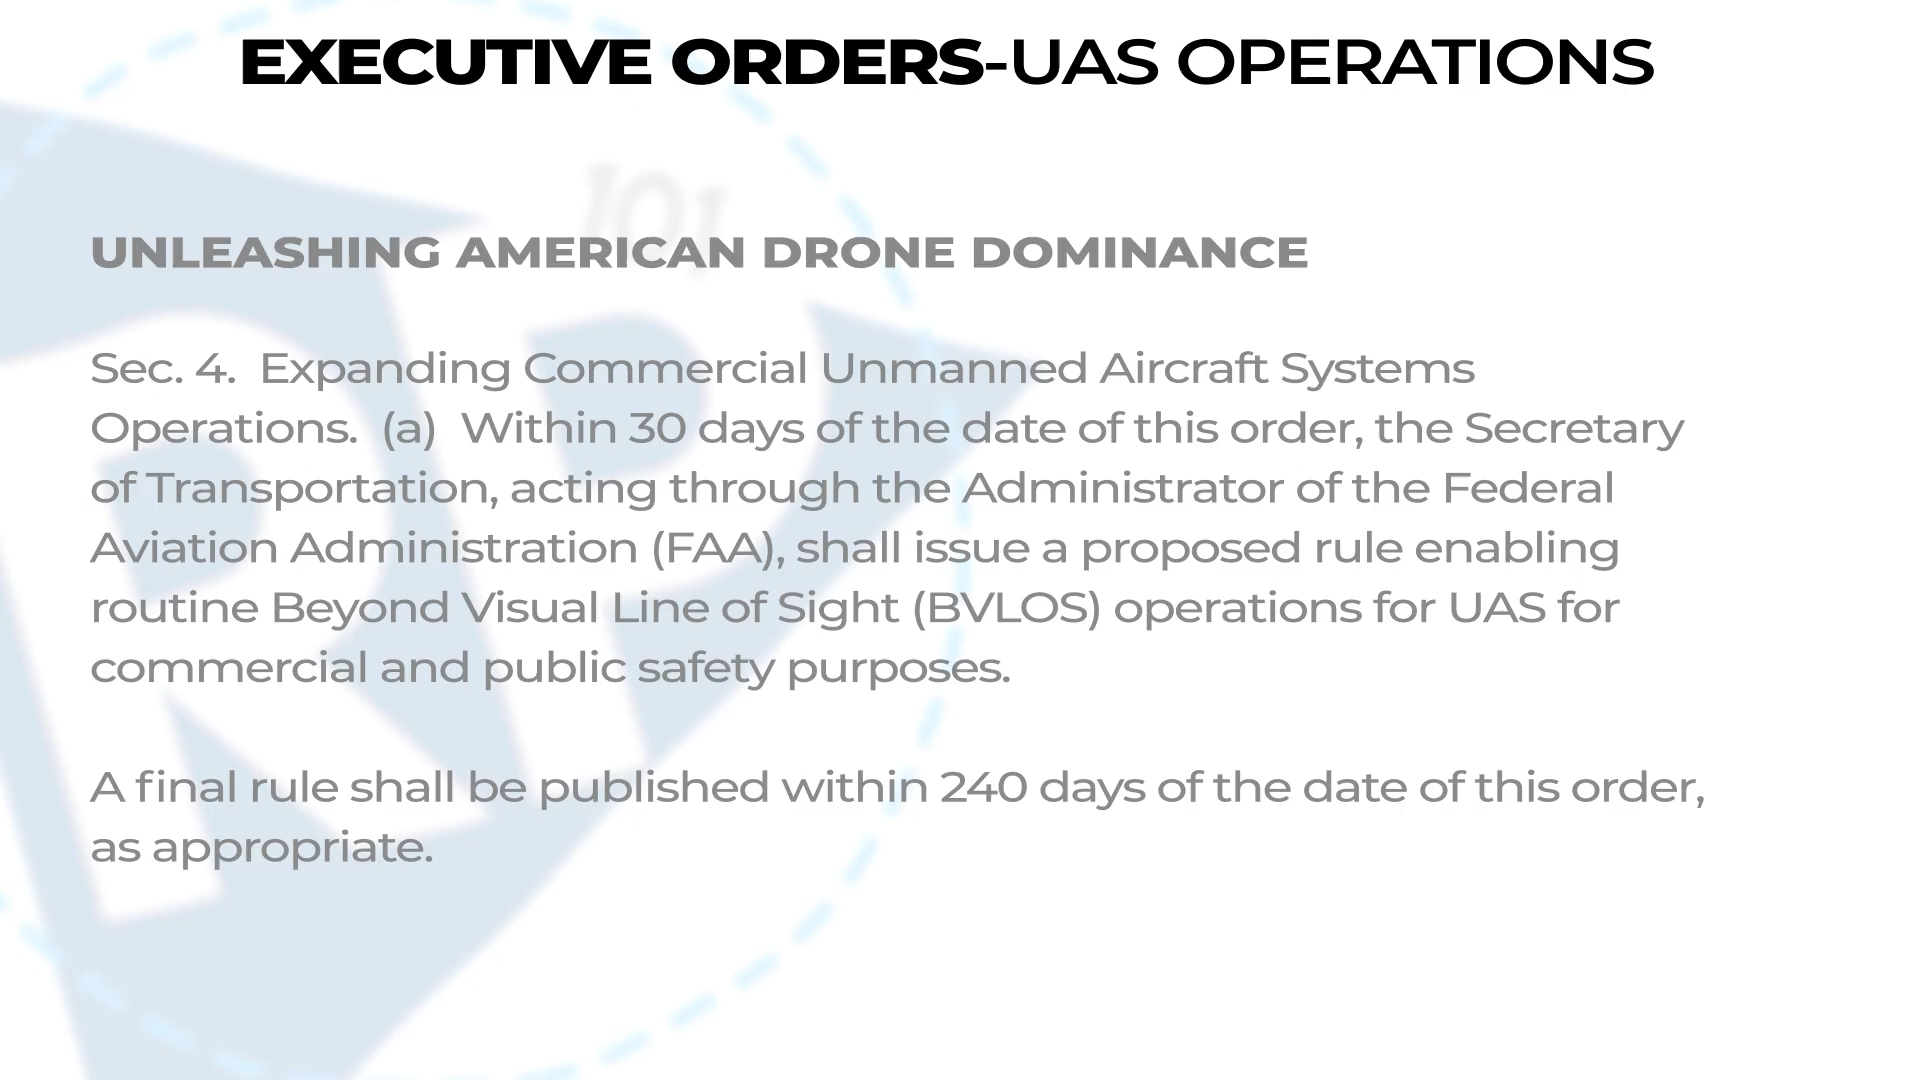 EXECUTIVE ORDERS-UAS OPERATIONS
101
UNLEASHING AMERICAN DRONE DOMINANCE
Sec. 4.  Expanding Commercial Unmanned Aircraft Systems
Operations.  (a)  Within 30 days of the date of this order, the Secretary
of Transportation, acting through the Administrator of the Federal
Aviation Administration (FAA), shall issue a proposed rule enabling
routine Beyond Visual Line of Sight (BVLOS) operations for UAS for
commercial and public safety purposes.
A final rule shall be published within 240 days of the date of this order,
as appropriate.
RP